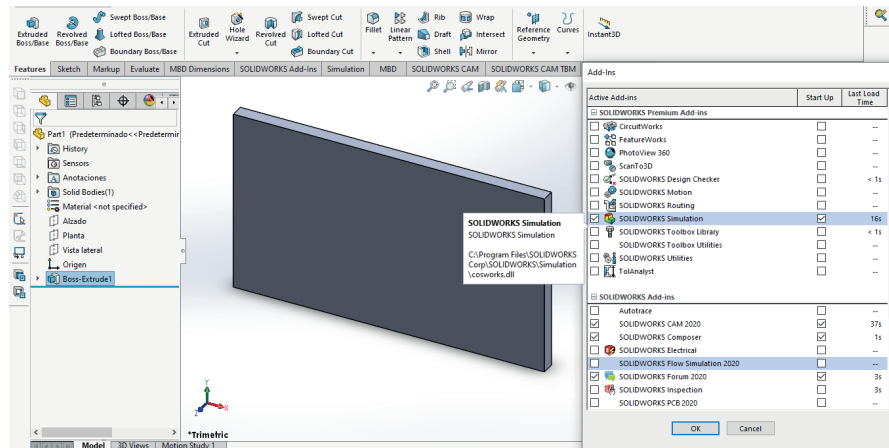 Extruded Boss/Base
Revolved Boss/Base
Swept Boss/Base
Lofted Boss/Base
Boundary Boss/Base
Extruded Cut
Hole Wizard
Revolved Cut
Swept Cut
Lofted Cut
Boundary Cut
Fillet
Linear Pattern
Rib
Draft
Shell
Wrap
Intersect
Mirror
Reference Geometry
Curves
Instant3D
Features Sketch Markup Evaluate MBD Dimensions SOLIDWORKS Add-Ins Simulation MBD SOLIDWORKS CAM SOLIDWORKS CAM TBM
Part1 (Predeterminado<<Predetermir
History
Sensors
Anotaciones
Solid Bodies(1)
Material <not specified>
Alzado
Planta
Vista lateral
Origen
Boss-Extrude1
SOLIDWORKS Simulation
SOLIDWORKS Simulation
C:\Program Files\SOLIDWORKS
Corp\SOLIDWORKS\Simulation
\cosworks.dll
Y
X
Z
*Trimetric
Model 3D Views Motion Study 1
Add-Ins
Active Add-ins Start Up Last Load Time
SOLIDWORKS Premium Add-ins
CircuitWorks --
FeatureWorks --
PhotoView 360 --
ScanTo3D --
SOLIDWORKS Design Checker < 1s
SOLIDWORKS Motion --
SOLIDWORKS Routing --
SOLIDWORKS Simulation 16s
SOLIDWORKS Toolbox Library < 1s
SOLIDWORKS Toolbox Utilities --
SOLIDWORKS Utilities --
TolAnalyst --
SOLIDWORKS Add-ins
Autotrace --
SOLIDWORKS CAM 2020 37s
SOLIDWORKS Composer 1s
SOLIDWORKS Electrical --
SOLIDWORKS Flow Simulation 2020 --
SOLIDWORKS Forum 2020 3s
SOLIDWORKS Inspection 3s
SOLIDWORKS PCB 2020 --
OK Cancel